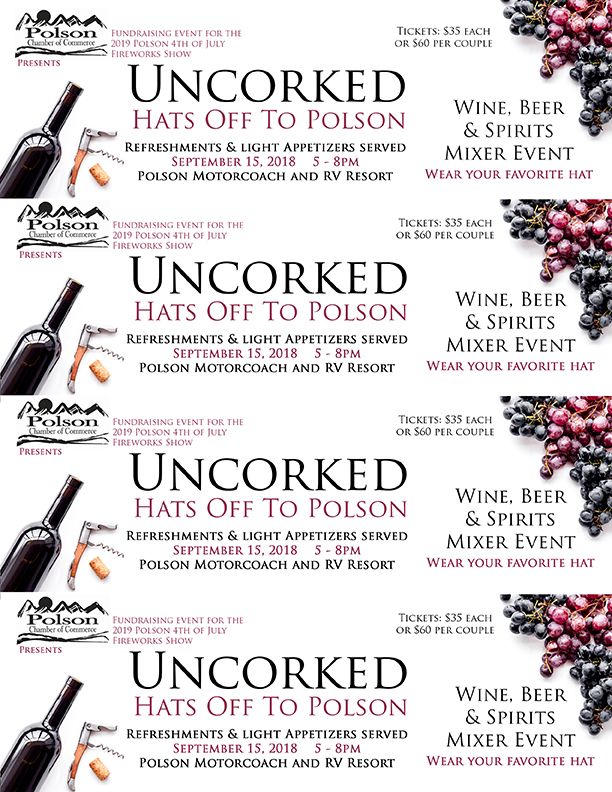 Polson
Chamber of Commerce
Presents
Fundraising event for the
2019 Polson 4th of July
Fireworks Show
Tickets: $35 each
or $60 per couple
Uncorked
Hats Off To Polson
Refreshments & light Appetizers served
September 15, 2018 5 - 8pm
Polson Motorcoach and RV Resort
Wine, Beer
& Spirits
Mixer Event
Wear your favorite hat
Polson
Chamber of Commerce
Presents
Fundraising event for the
2019 Polson 4th of July
Fireworks Show
Tickets: $35 each
or $60 per couple
Uncorked
Hats Off To Polson
Refreshments & light Appetizers served
September 15, 2018 5 - 8pm
Polson Motorcoach and RV Resort
Wine, Beer
& Spirits
Mixer Event
Wear your favorite hat
Polson
Chamber of Commerce
Presents
Fundraising event for the
2019 Polson 4th of July
Fireworks Show
Tickets: $35 each
or $60 per couple
Uncorked
Hats Off To Polson
Refreshments & light Appetizers served
September 15, 2018 5 - 8pm
Polson Motorcoach and RV Resort
Wine, Beer
& Spirits
Mixer Event
Wear your favorite hat
Polson
Chamber of Commerce
Presents
Fundraising event for the
2019 Polson 4th of July
Fireworks Show
Tickets: $35 each
or $60 per couple
Uncorked
Hats Off To Polson
Refreshments & light Appetizers served
September 15, 2018 5 - 8pm
Polson Motorcoach and RV Resort
Wine, Beer
& Spirits
Mixer Event
Wear your favorite hat